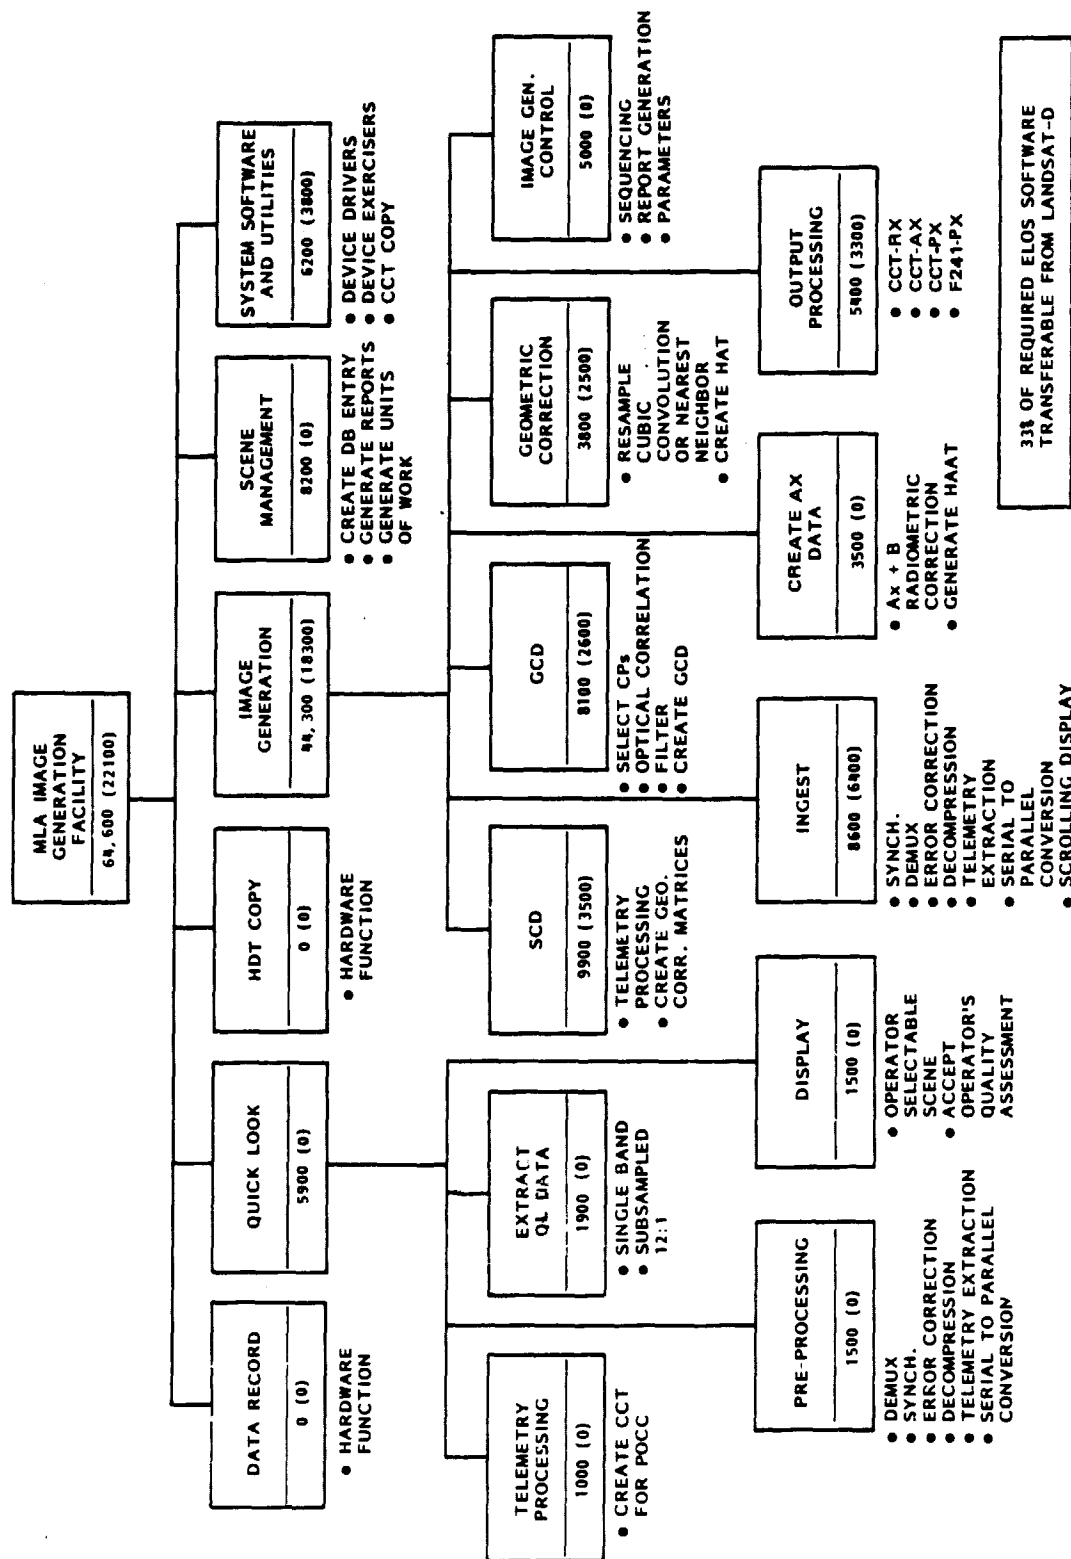 MLA IMAGE
GENERATION
FACILITY
64,600 (22100)
DATA RECORD
0 (0)
● HARDWARE
FUNCTION
QUICK LOOK
5900 (0)
HDT COPY
0 (0)
● HARDWARE
FUNCTION
IMAGE
GENERATION
44,300 (18300)
SCENE
MANAGEMENT
8200 (0)
● CREATE DB ENTRY
● GENERATE REPORTS
● GENERATE UNITS
OF WORK
SYSTEM SOFTWARE
AND UTILITIES
6200 (3800)
● DEVICE DRIVERS
● DEVICE EXERCISERS
● CCT COPY
TELEMETRY
PROCESSING
1000 (0)
● CREATE CCT
FOR POCC
EXTRACT
QL DATA
1900 (0)
● SINGLE BAND
● SUBSAMPLED
12:1
SCD
9900 (3500)
● TELEMETRY
PROCESSING
● CREATE GEO.
CORR. MATRICES
GCD
8100 (2600)
● SELECT CPs
● OPTICAL CORRELATION
● FILTER
● CREATE GCD
GEOMETRIC
CORRECTION
3800 (2500)
● RESAMPLE
CUBIC
CONVOLUTION
OR NEAREST
NEIGHBOR
● CREATE HAT
IMAGE GEN.
CONTROL
5000 (0)
● SEQUENCING
● REPORT GENERATION
● PARAMETERS
PRE-PROCESSING
1500 (0)
● DEMUX
● SYNCH.
● ERROR CORRECTION
● DECOMPRESSION
● TELEMETRY EXTRACTION
● SERIAL TO PARALLEL
CONVERSION
DISPLAY
1500 (0)
● OPERATOR
SELECTABLE
SCENE
● ACCEPT
OPERATOR'S
QUALITY
ASSESSMENT
INGEST
8600 (6400)
● SYNCH.
● DEMUX
● ERROR CORRECTION
● DECOMPRESSION
● TELEMETRY
EXTRACTION
● SERIAL TO
PARALLEL
CONVERSION
● SCROLLING DISPLAY
CREATE AX
DATA
3500 (0)
● Ax + B
RADIOMETRIC
CORRECTION
● GENERATE HAAT
OUTPUT
PROCESSING
5400 (3300)
● CCT-RX
● CCT-AX
● CCT-PX
● F241-PX
33% OF REQUIRED ELOS SOFTWARE
TRANSFERABLE FROM LANDSAT-D